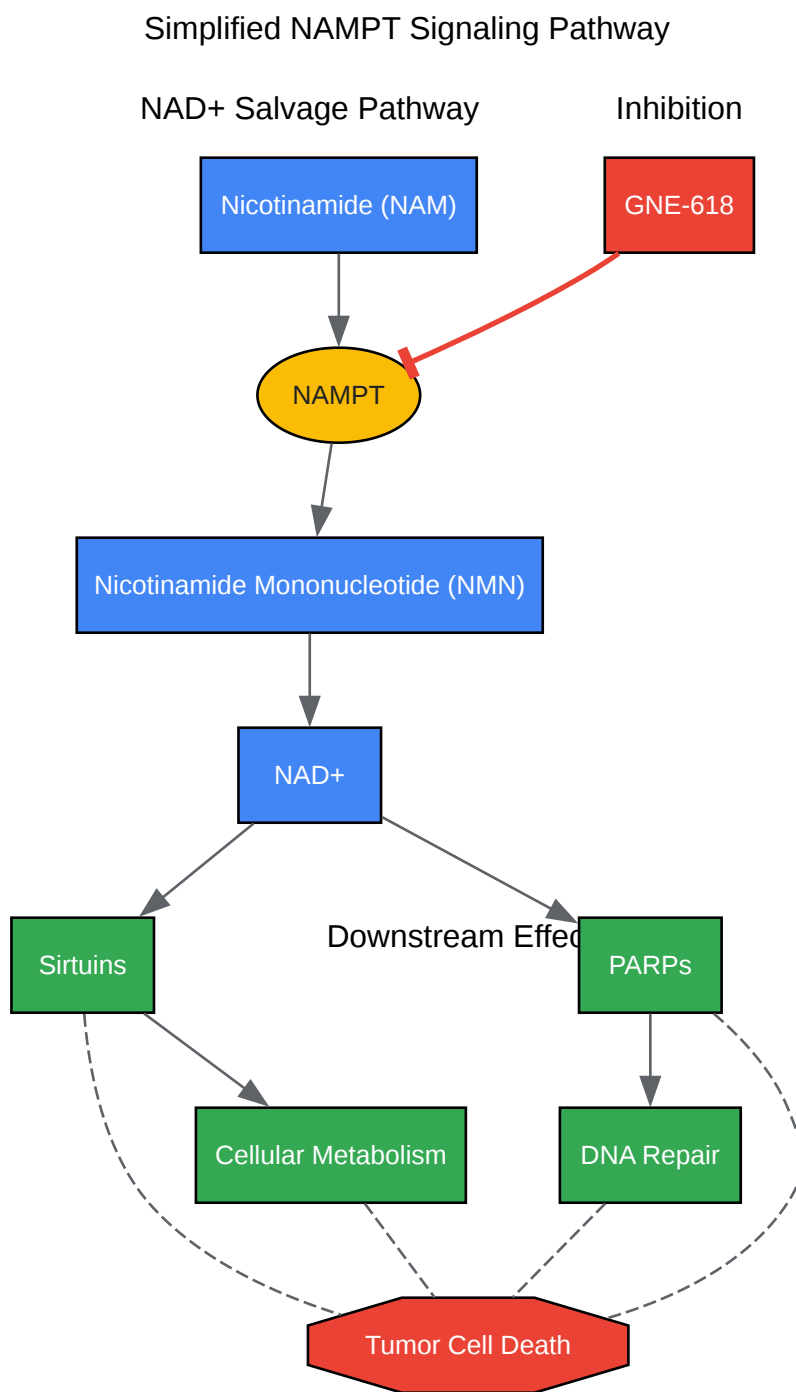 Simplified NAMPT Signaling Pathway
NAD+ Salvage Pathway
Inhibition
Nicotinamide (NAM)
GNE-618
NAMPT
Nicotinamide Mononucleotide (NMN)
NAD+
Downstream Effec
Sirtuins
PARPs
Cellular Metabolism
DNA Repair
Tumor Cell Death